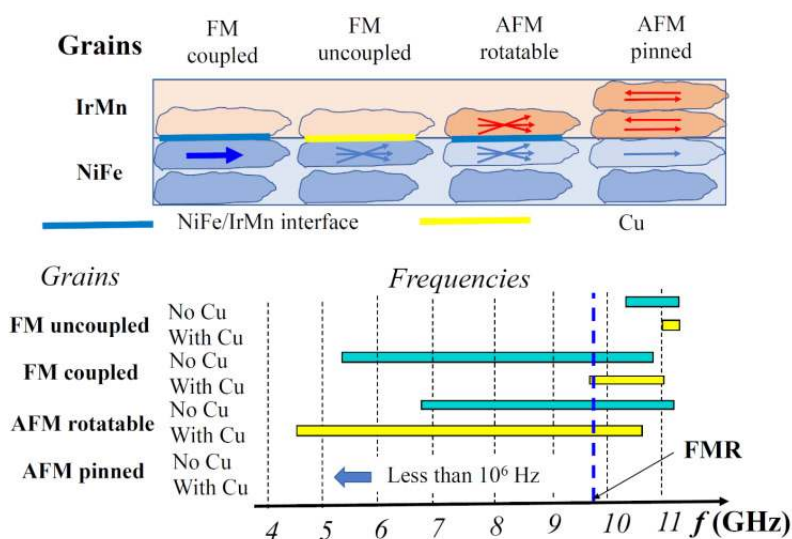 Grains
FM coupled
FM uncoupled
AFM rotatable
AFM pinned
IrMn
NiFe
NiFe/IrMn interface
Cu
Grains
Frequencies
FM uncoupled
No Cu
With Cu
FM coupled
No Cu
With Cu
AFM rotatable
No Cu
With Cu
AFM pinned
No Cu
With Cu
Less than 10⁶ Hz
FMR
4 5 6 7 8 9 10 11 f (GHz)